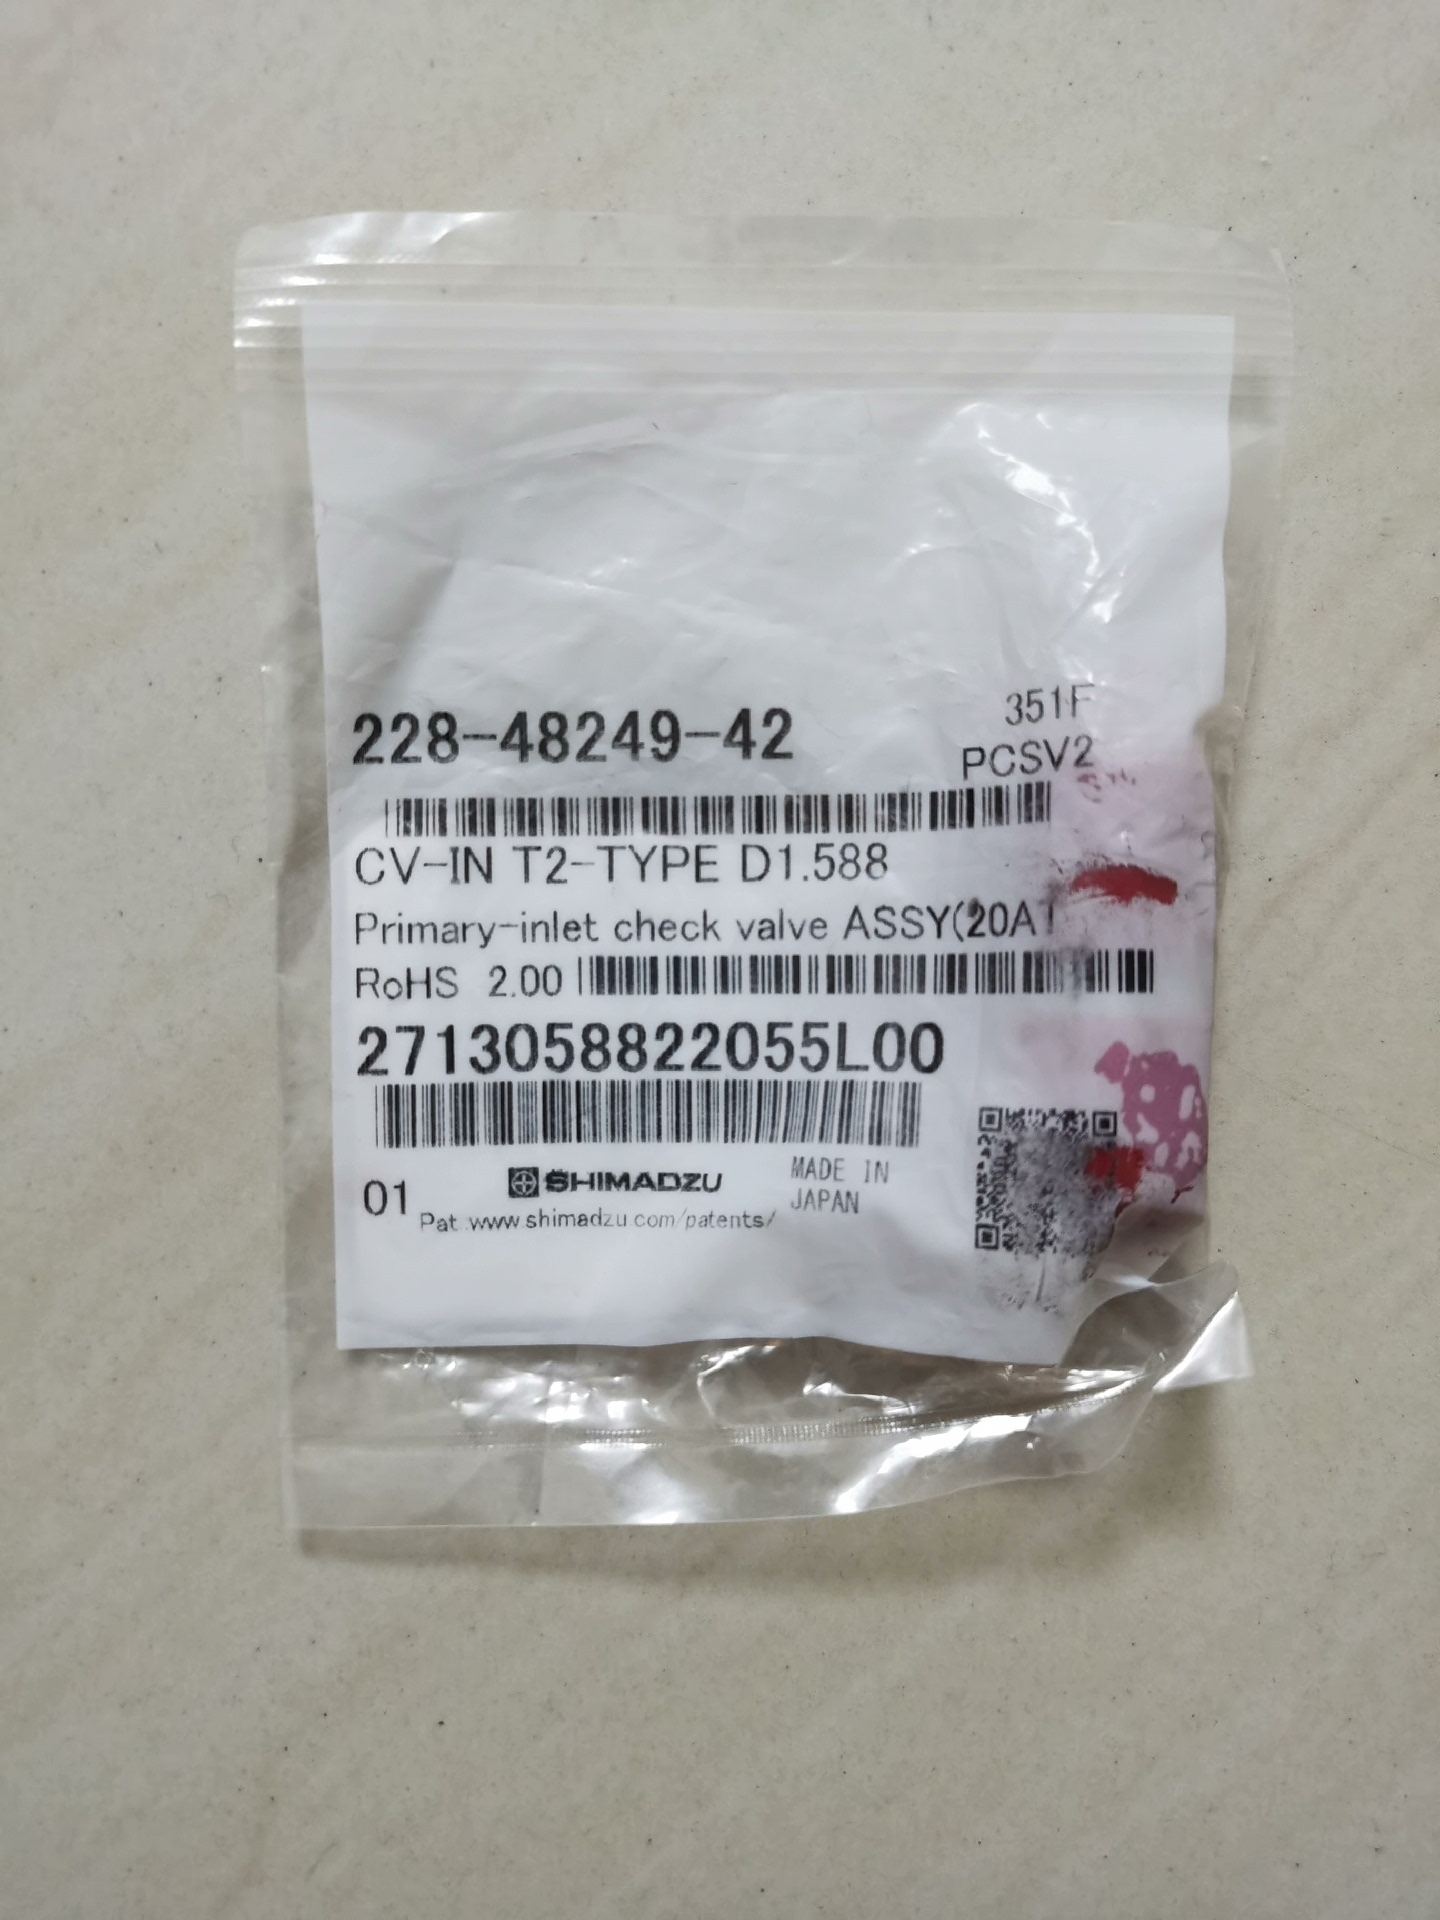 228-48249-42
351F
PCSV2
CV-IN T2-TYPE D1.588
Primary-inlet check valve ASSY(20A
RoHS 2.00
2713058822055L00
01
SHIMADZU
MADE IN
JAPAN
Pat.www.shimadzu.com/patents/